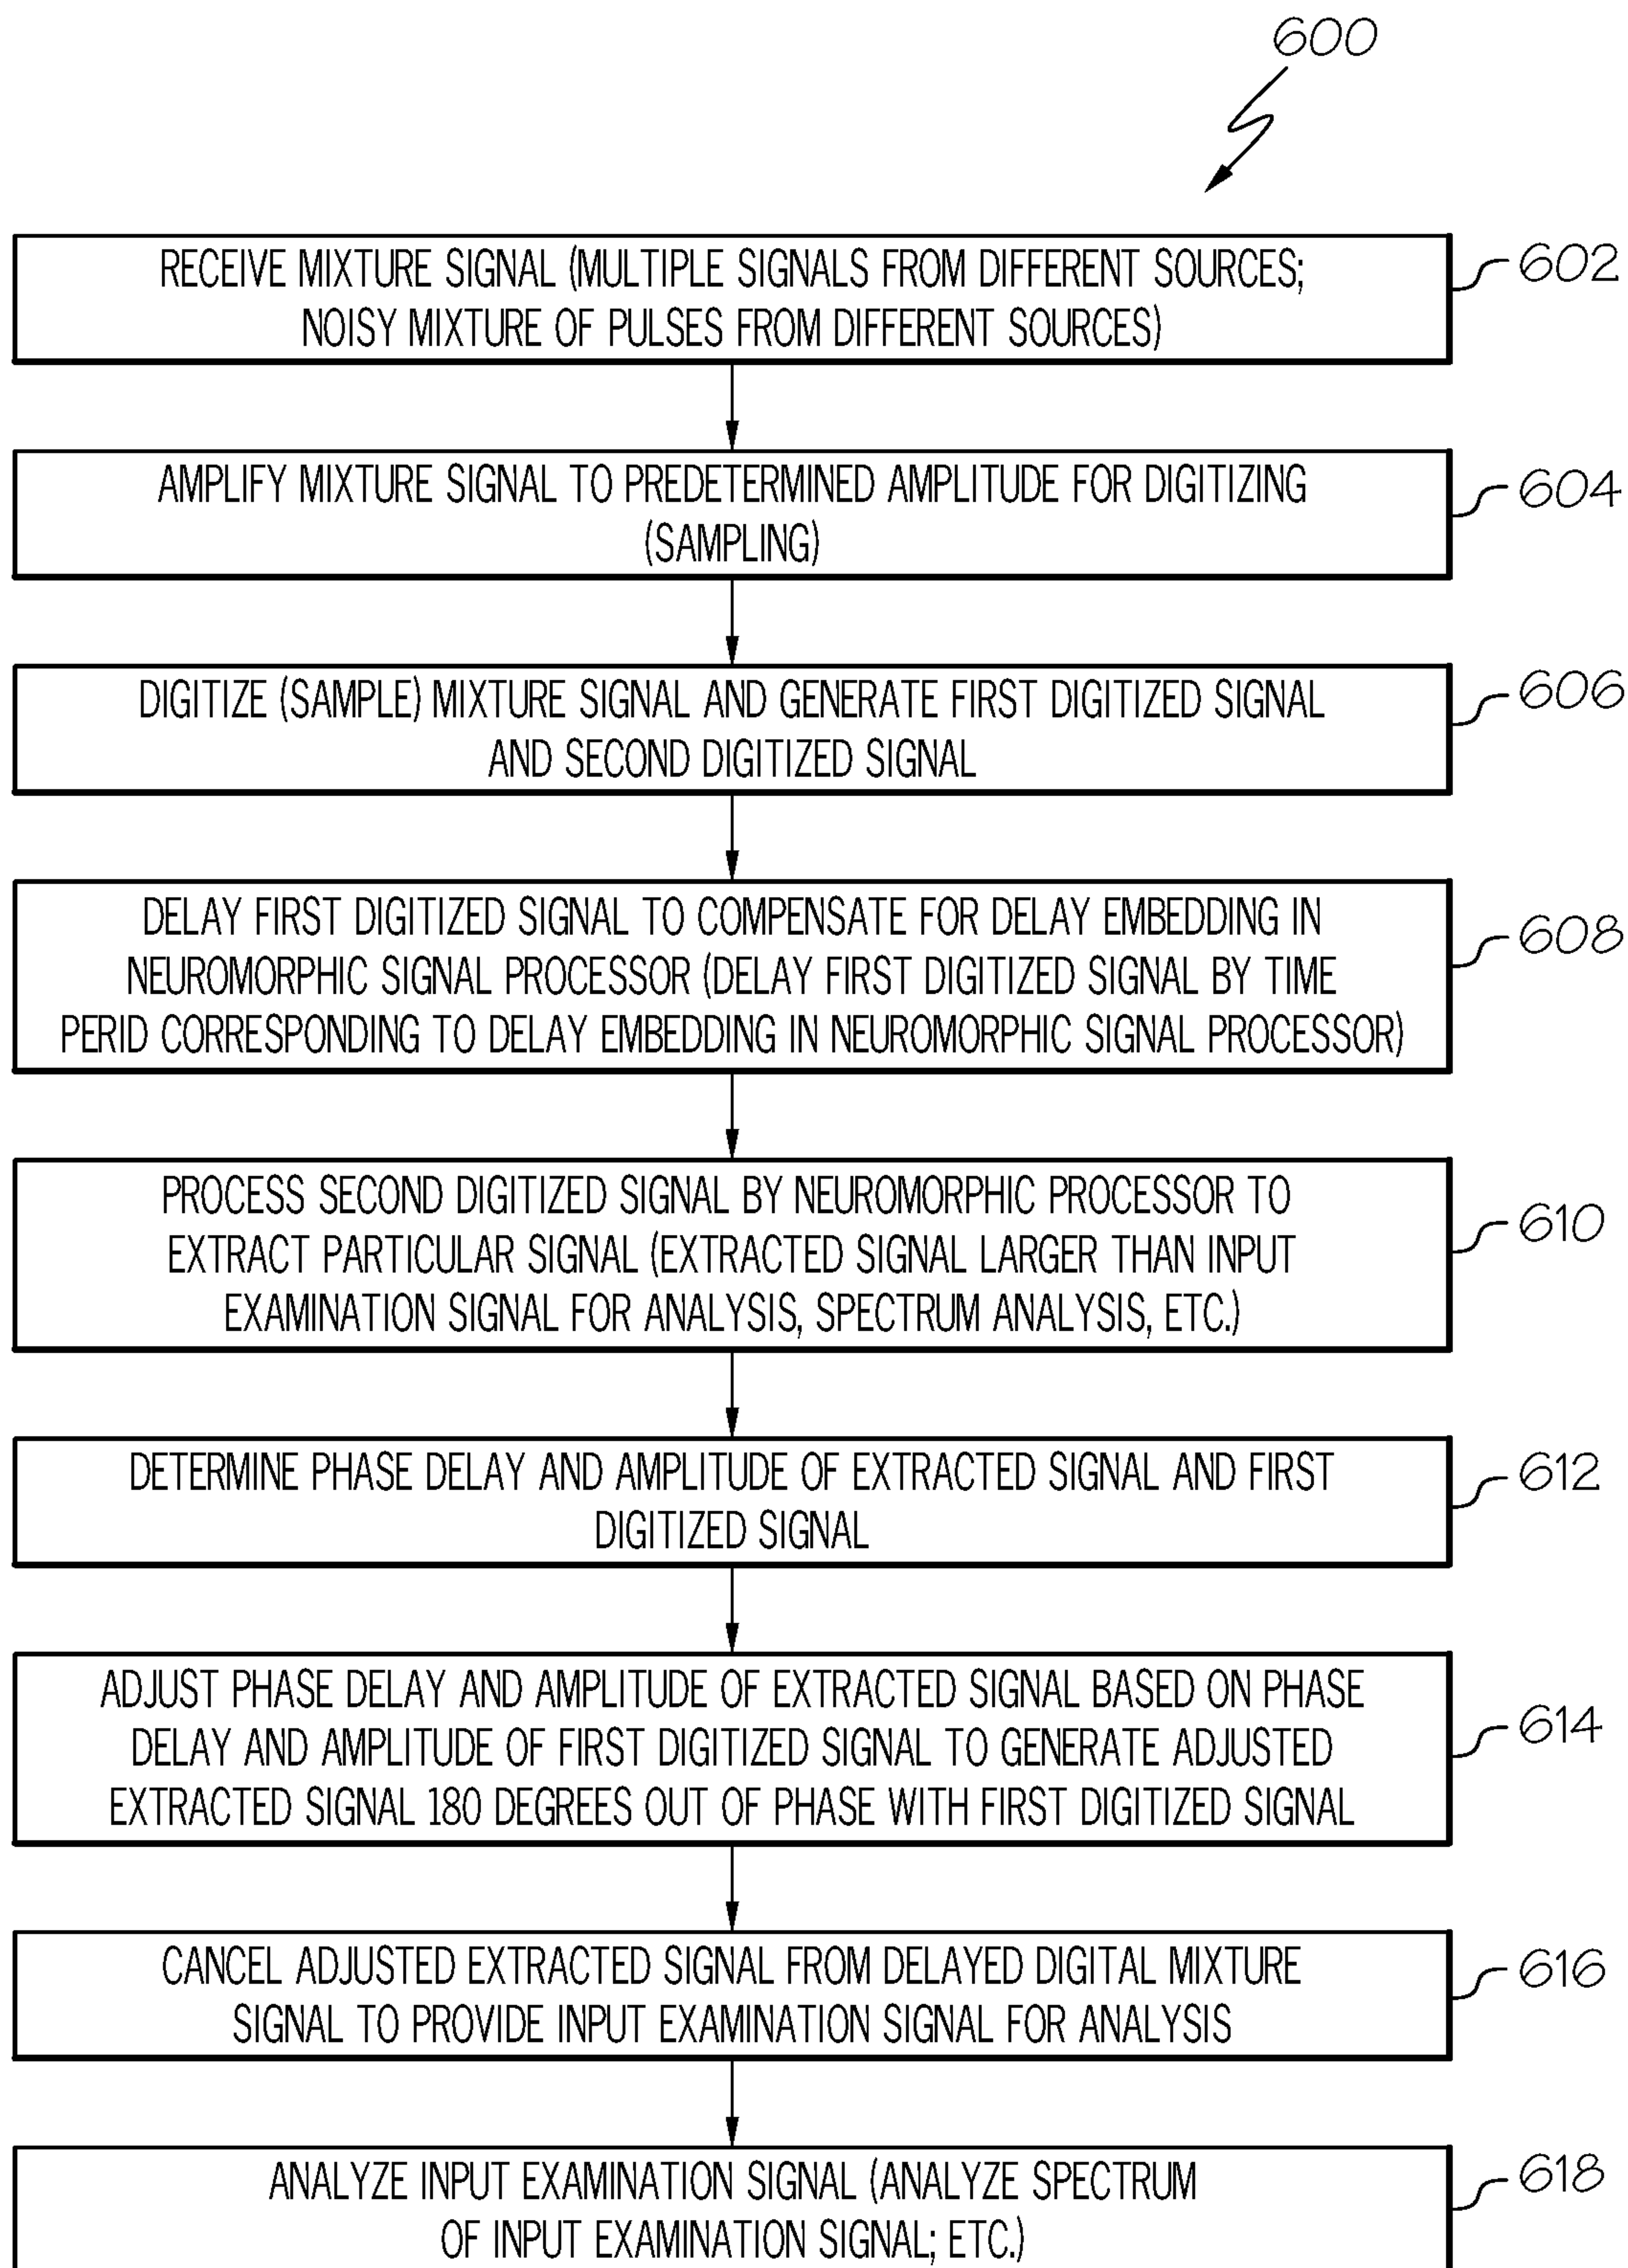 600
RECEIVE MIXTURE SIGNAL (MULTIPLE SIGNALS FROM DIFFERENT SOURCES;
NOISY MIXTURE OF PULSES FROM DIFFERENT SOURCES)
602
AMPLIFY MIXTURE SIGNAL TO PREDETERMINED AMPLITUDE FOR DIGITIZING
(SAMPLING)
604
DIGITIZE (SAMPLE) MIXTURE SIGNAL AND GENERATE FIRST DIGITIZED SIGNAL
AND SECOND DIGITIZED SIGNAL
606
DELAY FIRST DIGITIZED SIGNAL TO COMPENSATE FOR DELAY EMBEDDING IN
NEUROMORPHIC SIGNAL PROCESSOR (DELAY FIRST DIGITIZED SIGNAL BY TIME
PERID CORRESPONDING TO DELAY EMBEDDING IN NEUROMORPHIC SIGNAL PROCESSOR)
608
PROCESS SECOND DIGITIZED SIGNAL BY NEUROMORPHIC PROCESSOR TO
EXTRACT PARTICULAR SIGNAL (EXTRACTED SIGNAL LARGER THAN INPUT
EXAMINATION SIGNAL FOR ANALYSIS, SPECTRUM ANALYSIS, ETC.)
610
DETERMINE PHASE DELAY AND AMPLITUDE OF EXTRACTED SIGNAL AND FIRST
DIGITIZED SIGNAL
612
ADJUST PHASE DELAY AND AMPLITUDE OF EXTRACTED SIGNAL BASED ON PHASE
DELAY AND AMPLITUDE OF FIRST DIGITIZED SIGNAL TO GENERATE ADJUSTED
EXTRACTED SIGNAL 180 DEGREES OUT OF PHASE WITH FIRST DIGITIZED SIGNAL
614
CANCEL ADJUSTED EXTRACTED SIGNAL FROM DELAYED DIGITAL MIXTURE
SIGNAL TO PROVIDE INPUT EXAMINATION SIGNAL FOR ANALYSIS
616
ANALYZE INPUT EXAMINATION SIGNAL (ANALYZE SPECTRUM
OF INPUT EXAMINATION SIGNAL; ETC.)
618